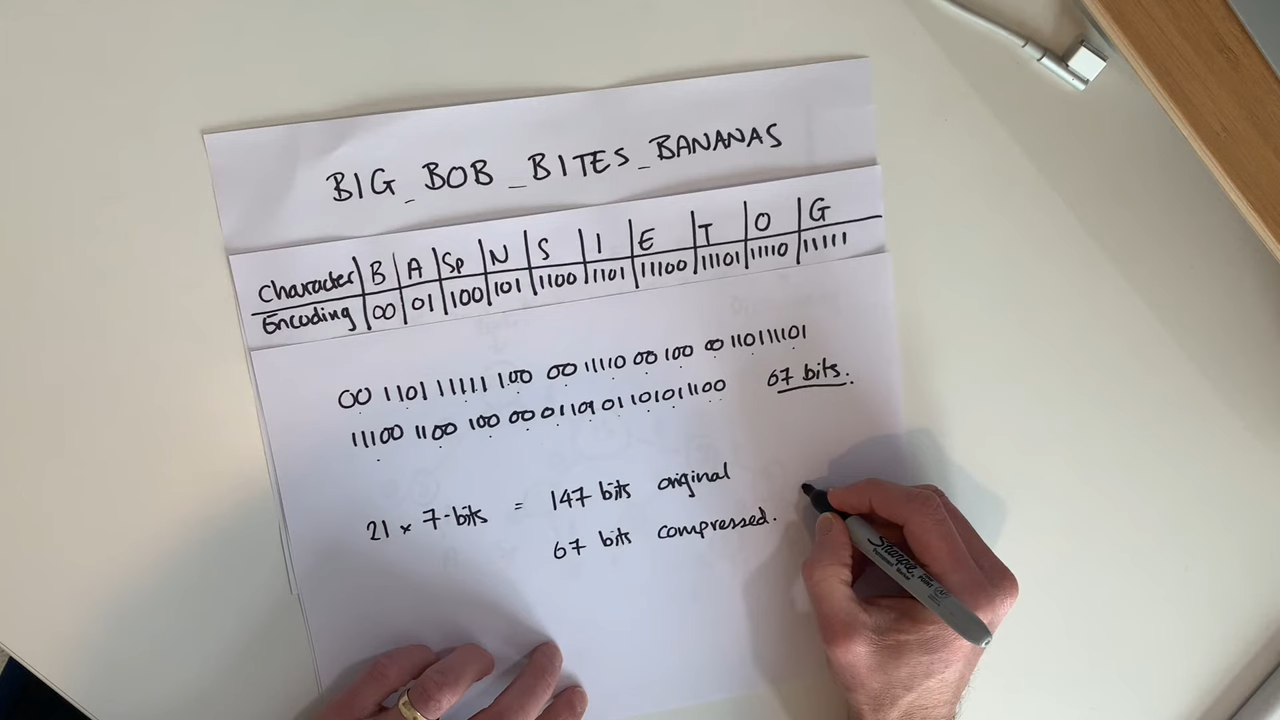 BIG_BOB_BITES_BANANAS
Character B A Sp N S I E T O G
Encoding 00 01 100 101 1100 1101 11100 11101 11110 11111
00 1101 11111 100 00 11110 00 100 00 1101 11101
11100 1100 100 00 01 101 01 101 01 1100 67 bits.
21 × 7-bits = 147 bits original
67 bits compressed.
Sharpie